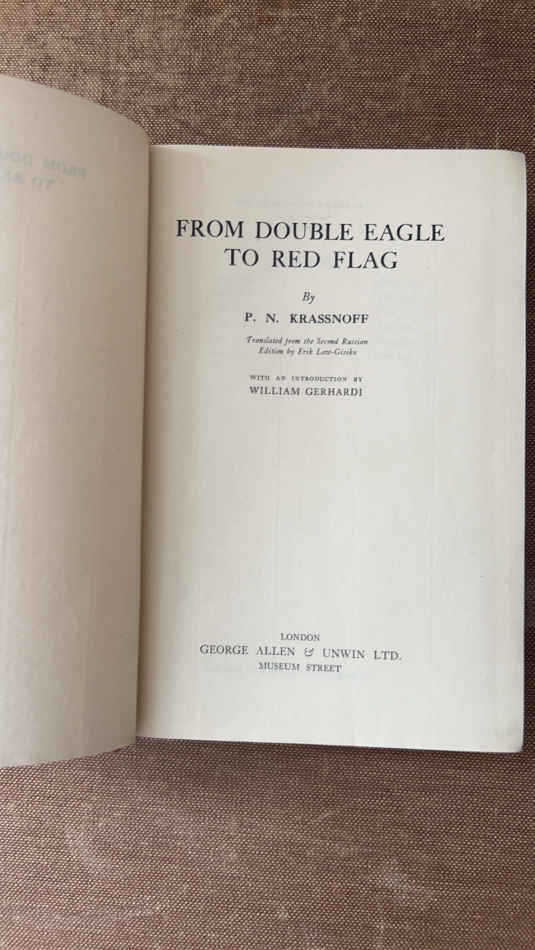 FROM DOUBLE EAGLE
TO RED FLAG
By
P. N. KRASSNOFF
Translated from the Second Russian
Edition by Erik Law-Gisiko
WITH AN INTRODUCTION BY
WILLIAM GERHARDI
LONDON
GEORGE ALLEN & UNWIN LTD.
MUSEUM STREET